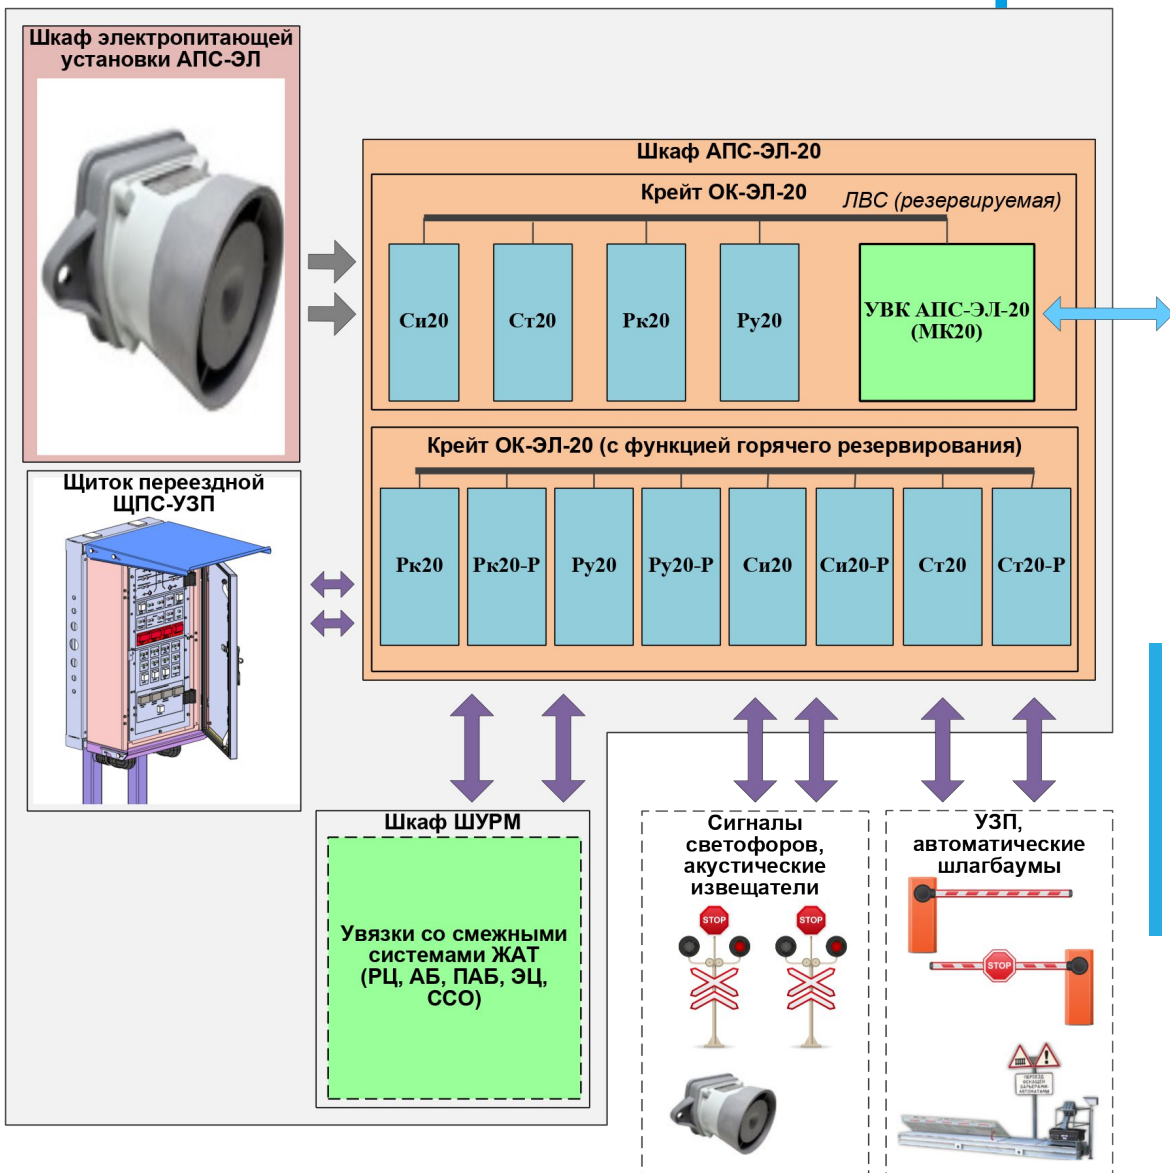 Шкаф электропитающей
установки АПС-ЭЛ
Шкаф АПС-ЭЛ-20
Крейт ОК-ЭЛ-20
ЛВС (резервируемая)
Си20
Ст20
Рк20
Ру20
УВК АПС-ЭЛ-20
(МК20)
Крейт ОК-ЭЛ-20 (с функцией горячего резервирования)
Рк20
Рк20-Р
Ру20
Ру20-Р
Си20
Си20-Р
Ст20
Ст20-Р
Щиток переездной
ЩПС-УЗП
Шкаф ШУРМ
Увязки со смежными
системами ЖАТ
(РЦ, АБ, ПАБ, ЭЦ,
ССО)
Сигналы
светофоров,
акустические
извещатели
STOP
STOP
УЗП,
автоматические
шлагбаумы
STOP